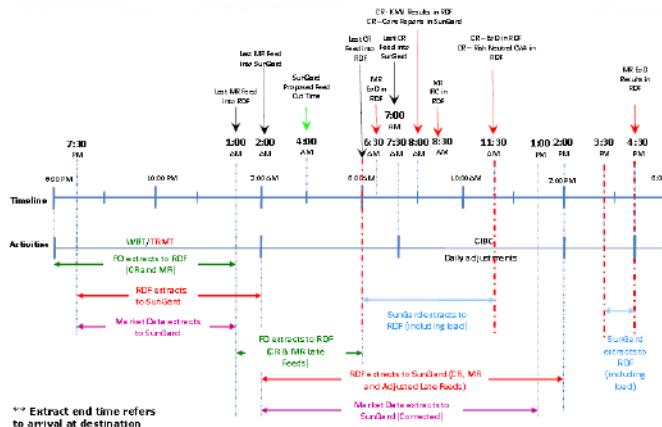 CR - KMV Results in RDF
CR - Core Reports in SunGard
Last CR
Feed into
RDF
Last CR
Feed into
SunGard
CR - EoD in RDF
CR - Risk Neutral CVA in
RDF
Last MR Feed
into SunGard
Last MR Feed
into RDF
SunGard
Proposed Feed
Cut Time
MR
EoD in
RDF
MR
in RDF
MR EoD
Results in
RDF
7:00
AM
7:30
PM
1:00
AM
2:00
AM
4:00
AM
6:30
7:30
AM
8:00
AM
8:30
AM
11:30
1:00
PM
2:00
PM
3:30
PM
4:30
PM
6:00 PM
10:00 PM
2:00 AM
6:00 AM
10:00 AM
2:00 PM
Timeline
Activities
WBT/TRMT
CIBC
Daily adjustments
FO extracts to RDF
(CR and MR)
RDF extracts
to SunGard
Market Data extracts
to SunGard
FO extracts to RDF
(CR & MR Late
Feeds)
SunGard extracts to
RDF (including load)
SunGard
extracts to
RDF
(including
load)
RDF extracts to SunGard (CR, MR
and Adjusted Late Feeds)
Market Data extracts to
SunGard (Corrected)
** Extract end time refers
to arrival at destination